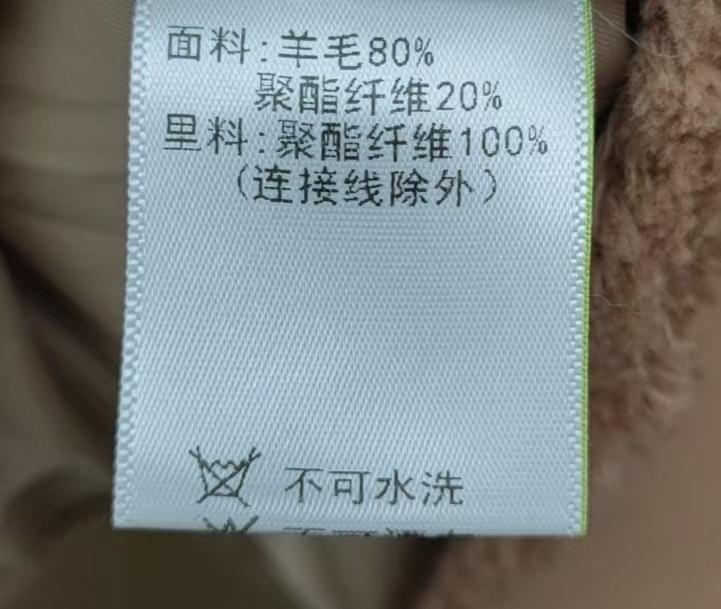 面料:羊毛80%
聚酯纤维20%
里料:聚酯纤维100%
(连接线除外)
不可水洗